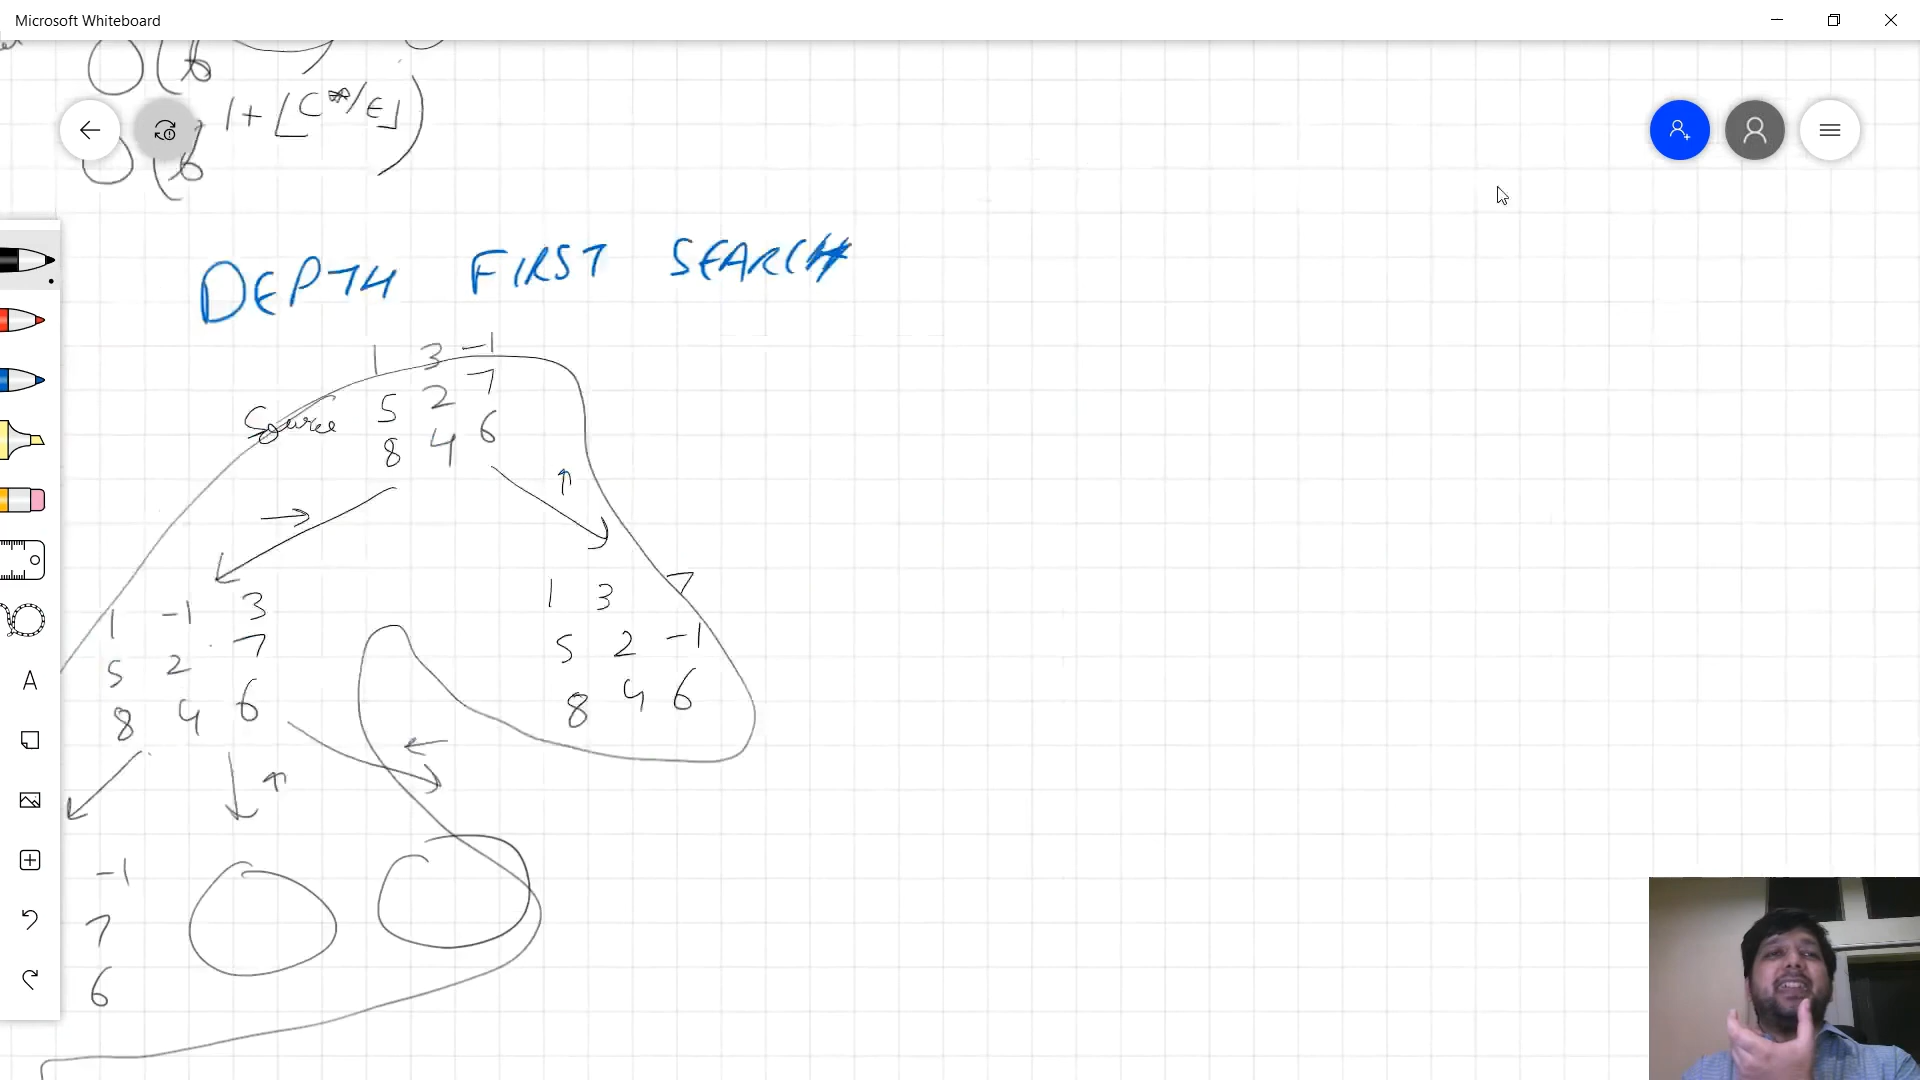 Microsoft Whiteboard
O(b
O(b 1+⌊C*/ε⌋)
DEPTH FIRST SEARCH
1 3 -1
Source 5 2 7
8 4 6
→ ↑
1 -1 3
5 2 7
8 4 6
1 3 7
5 2 -1
8 4 6
↑ ←
-1
7
6
A